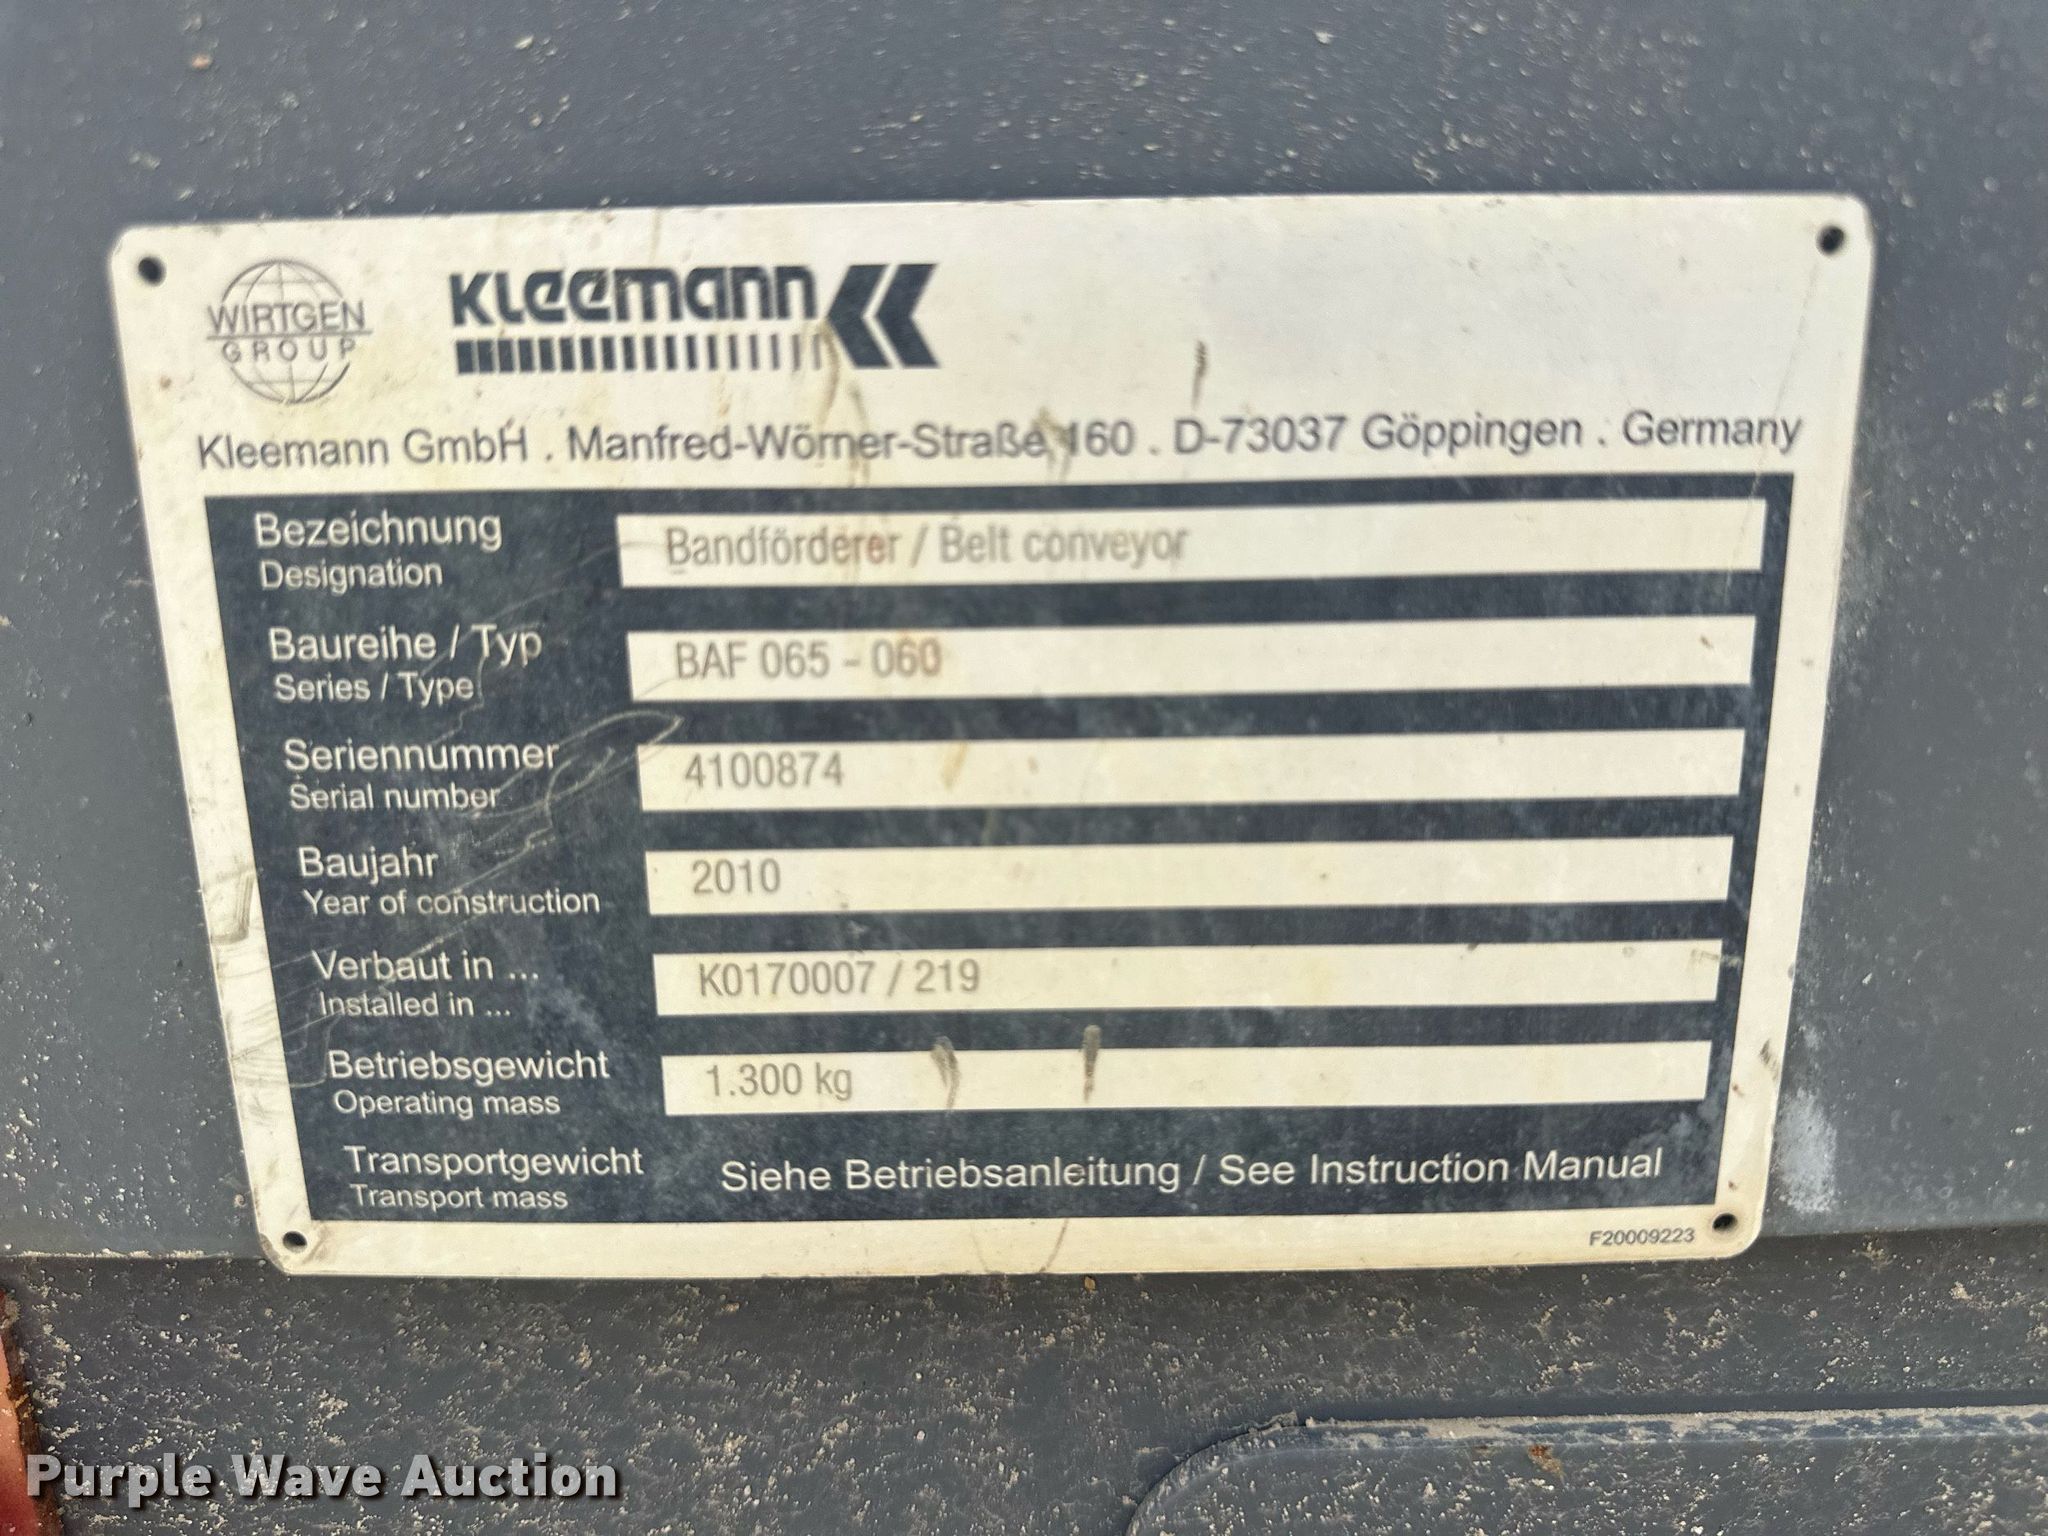 WIRTGEN
GROUP
KLeemann
Kleemann GmbH . Manfred-Wörner-Straße 160 . D-73037 Göppingen . Germany
Bezeichnung
Designation
Bandförderer / Belt conveyor
Baureihe / Typ
Series / Type
BAF 065 - 060
Seriennummer
Serial number
4100874
Baujahr
Year of construction
2010
Verbaut in ...
Installed in ...
K0170007 / 219
Betriebsgewicht
Operating mass
1.300 kg
Transportgewicht
Transport mass
Siehe Betriebsanleitung / See Instruction Manual
F20009223
Purple Wave Auction